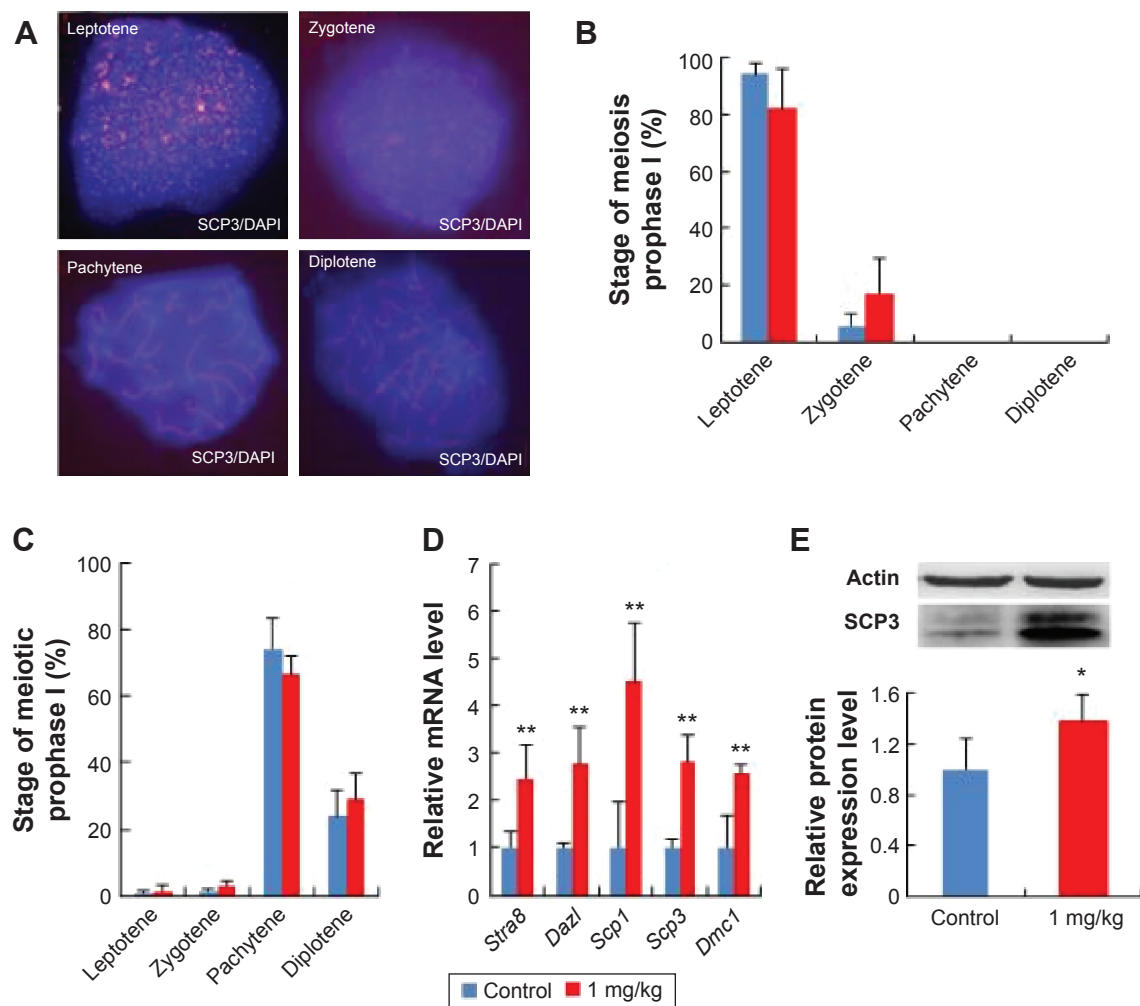 A
Leptotene
SCP3/DAPI
Zygotene
SCP3/DAPI
Pachytene
SCP3/DAPI
Diplotene
SCP3/DAPI
B
Stage of meiosis
prophase I (%)
100
80
60
40
20
0
Leptotene
Zygotene
Pachytene
Diplotene
C
Stage of meiotic
prophase I (%)
100
80
60
40
20
0
Leptotene
Zygotene
Pachytene
Diplotene
D
Relative mRNA level
7
6
5
4
3
2
1
0
**
**
**
**
**
Stra8
Dazl
Scp1
Scp3
Dmc1
E
Actin
SCP3
Relative protein
expression level
1.6
1.2
0.8
1.4
0
*
Control
1 mg/kg
Control
1 mg/kg